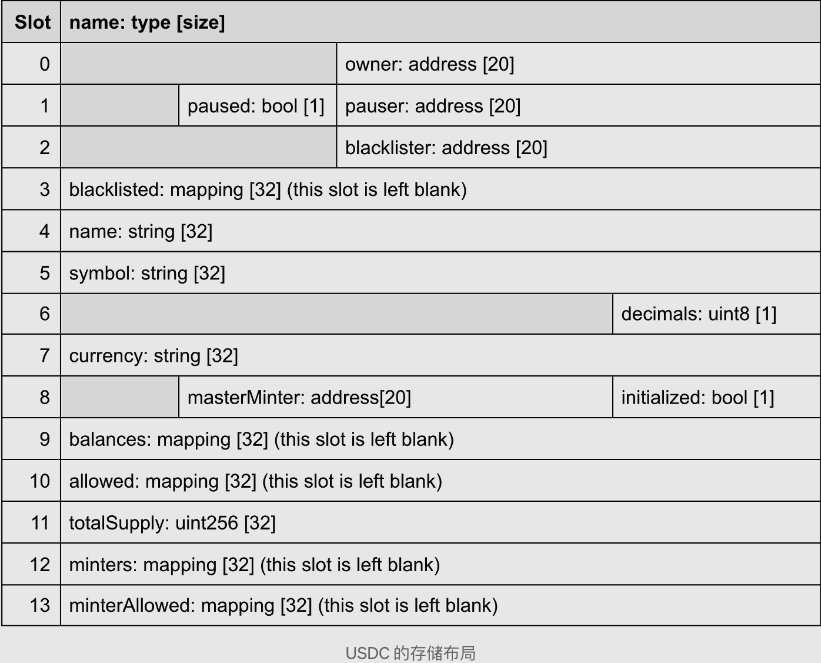 Slot name: type [size]
0 owner: address [20]
1 paused: bool [1] pauser: address [20]
2 blacklister: address [20]
3 blacklisted: mapping [32] (this slot is left blank)
4 name: string [32]
5 symbol: string [32]
6 decimals: uint8 [1]
7 currency: string [32]
8 masterMinter: address[20] initialized: bool [1]
9 balances: mapping [32] (this slot is left blank)
10 allowed: mapping [32] (this slot is left blank)
11 totalSupply: uint256 [32]
12 minters: mapping [32] (this slot is left blank)
13 minterAllowed: mapping [32] (this slot is left blank)
USDC 的存储布局